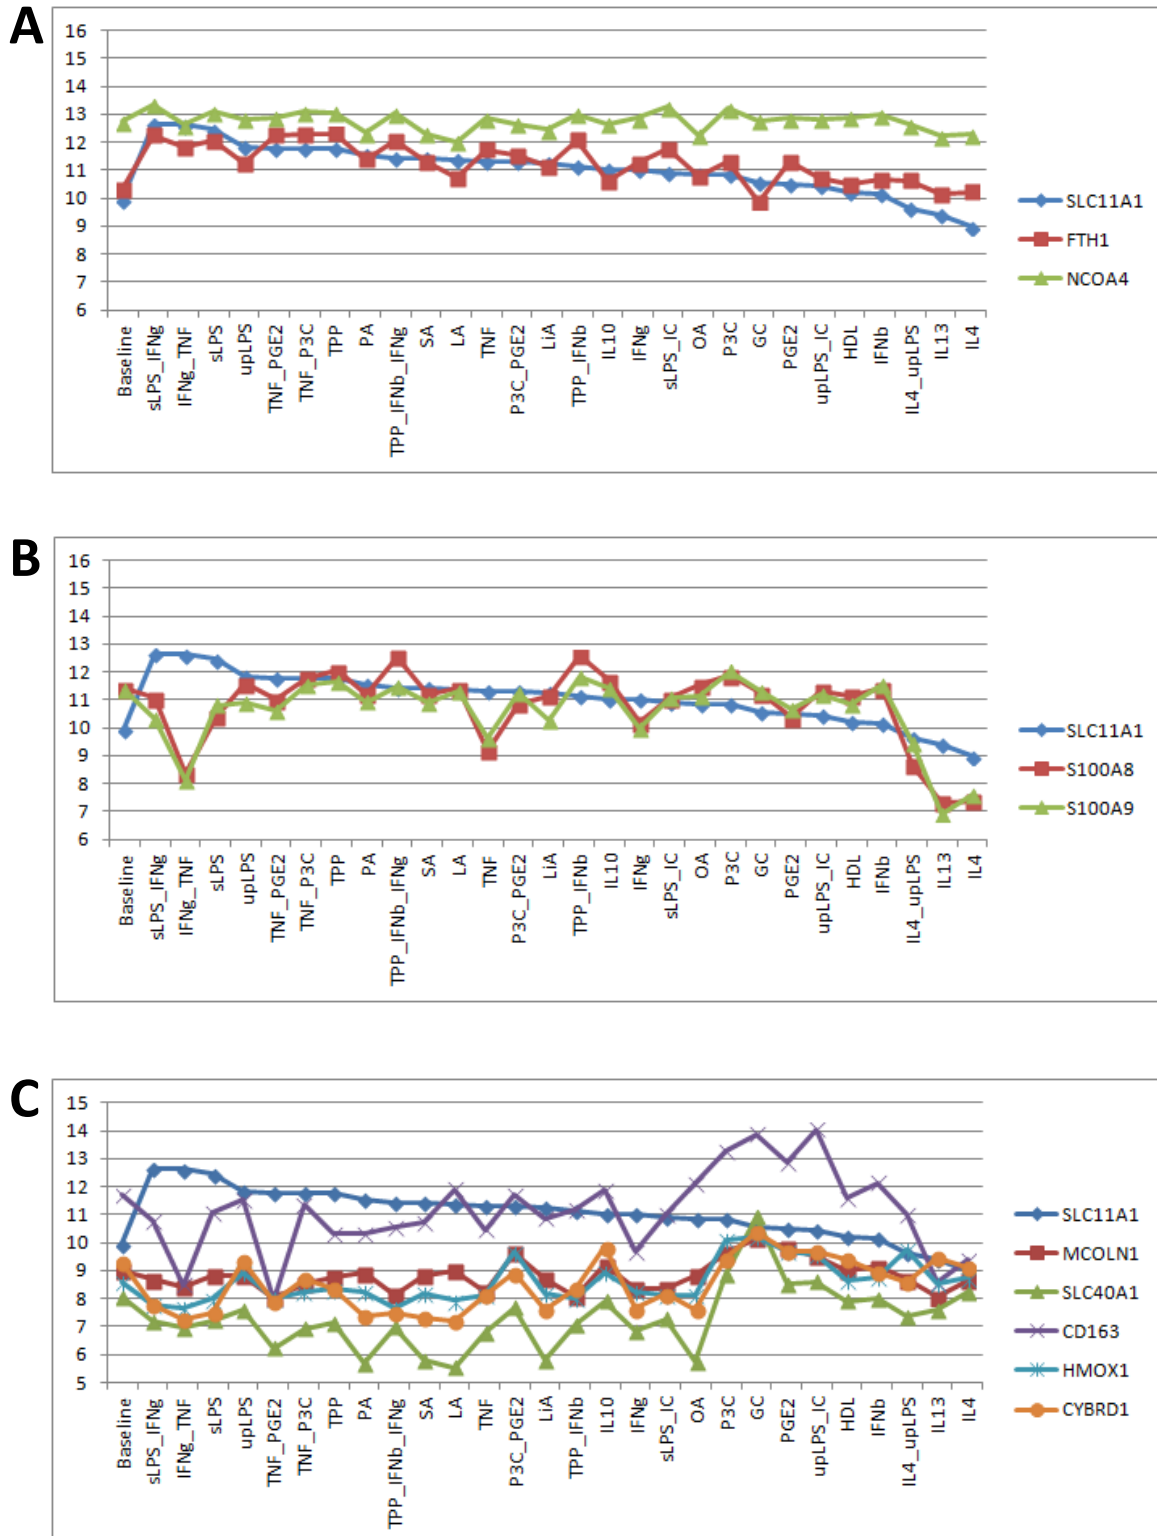 A
16
15
14
13
12
11
10
9
8
7
6
Baseline
sLPS_IFNg
IFNg_TNF
sLPS
upLPS
TNF_PGE2
TNF_P3C
TPP
PA
TPP_IFNb_IFNg
SA
LA
TNF
P3C_PGE2
LiA
TPP_IFNb
IL10
IFNg
sLPS_IC
OA
P3C
GC
PGE2
upLPS_IC
HDL
IFNb
IL4_upLPS
IL13
IL4
SLC11A1
FTH1
NCOA4
B
16
15
14
13
12
11
10
9
8
7
6
Baseline
sLPS_IFNg
IFNg_TNF
sLPS
upLPS
TNF_PGE2
TNF_P3C
TPP
PA
TPP_IFNb_IFNg
SA
LA
TNF
P3C_PGE2
LiA
TPP_IFNb
IL10
IFNg
sLPS_IC
OA
P3C
GC
PGE2
upLPS_IC
HDL
IFNb
IL4_upLPS
IL13
IL4
SLC11A1
S100A8
S100A9
C
15
14
13
12
11
10
9
8
7
6
5
Baseline
sLPS_IFNg
IFNg_TNF
sLPS
upLPS
TNF_PGE2
TNF_P3C
TPP
PA
TPP_IFNb_IFNg
SA
LA
TNF
P3C_PGE2
LiA
TPP_IFNb
IL10
IFNg
sLPS_IC
OA
P3C
GC
PGE2
upLPS_IC
HDL
IFNb
IL4_upLPS
IL13
IL4
SLC11A1
MCOLN1
SLC40A1
CD163
HMOX1
CYBRD1